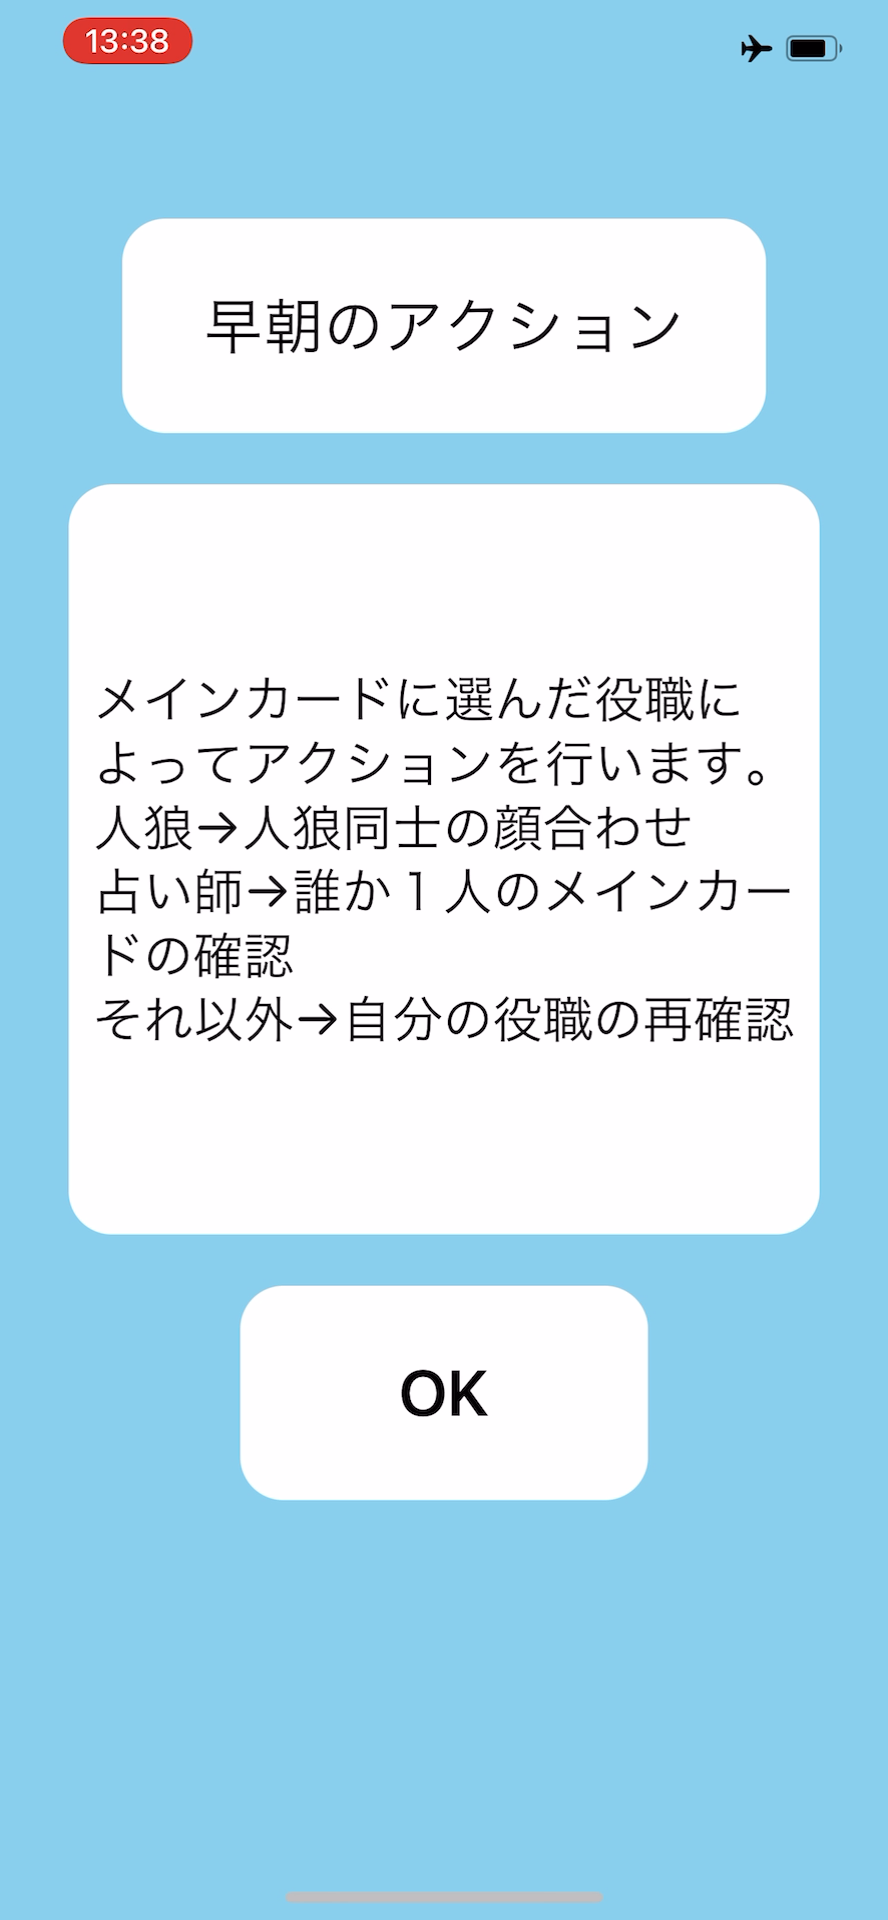 13:38
早朝のアクション
メインカードに選んだ役職に
よってアクションを行います。
人狼→人狼同士の顔合わせ
占い師→誰か１人のメインカー
ドの確認
それ以外→自分の役職の再確認
OK